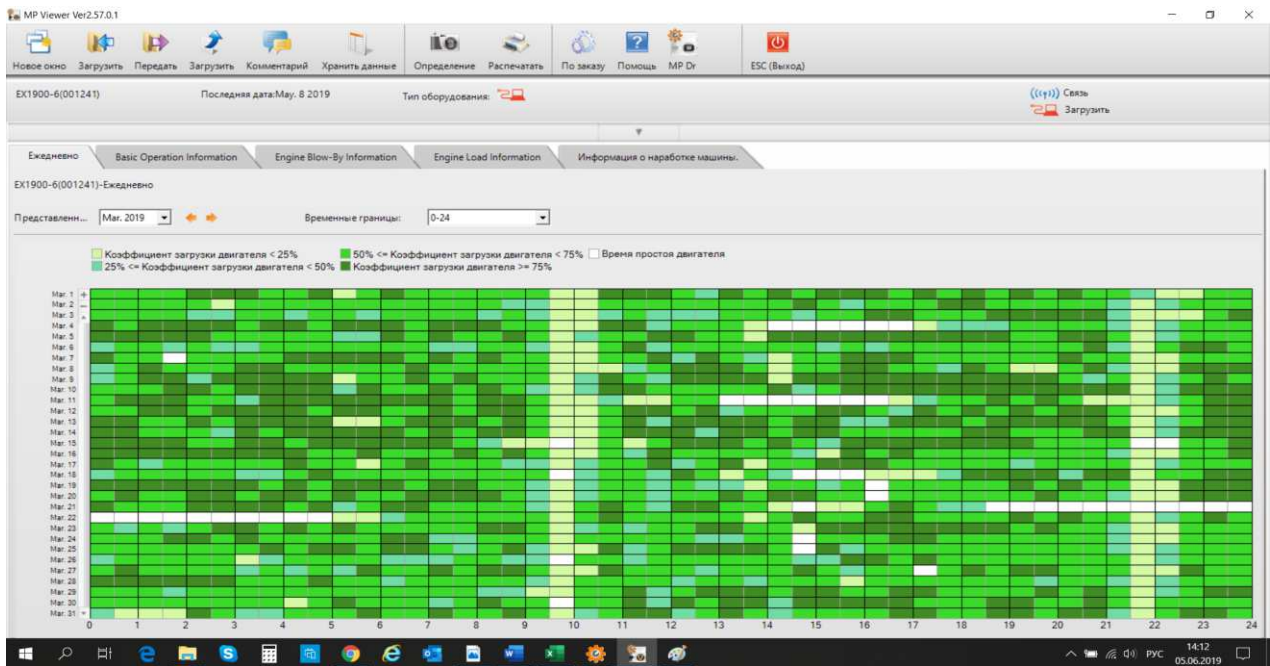 MP Viewer Ver2.57.0.1
Новое окно Загрузить Передать Загрузить Комментарий Хранить данные Определение Распечатать По заказу Помощь MP Dr ESC (Выход)
EX1900-6(001241) Последняя дата:May. 8 2019 Тип оборудования: ((ψ)) Связь
Загрузить
Ежедневно Basic Operation Information Engine Blow-By Information Engine Load Information Информация о наработке машины.
EX1900-6(001241)-Ежедневно
Представленн... Mar. 2019 Временные границы: 0-24
Коэффициент загрузки двигателя < 25% 50% <= Коэффициент загрузки двигателя < 75% Время простоя двигателя
25% <= Коэффициент загрузки двигателя < 50% Коэффициент загрузки двигателя >= 75%
Mar. 1
Mar. 2
Mar. 3
Mar. 4
Mar. 5
Mar. 6
Mar. 7
Mar. 8
Mar. 9
Mar. 10
Mar. 11
Mar. 12
Mar. 13
Mar. 14
Mar. 15
Mar. 16
Mar. 17
Mar. 18
Mar. 19
Mar. 20
Mar. 21
Mar. 22
Mar. 23
Mar. 24
Mar. 25
Mar. 26
Mar. 27
Mar. 28
Mar. 29
Mar. 30
Mar. 31
0 1 2 3 4 5 6 7 8 9 10 11 12 13 14 15 16 17 18 19 20 21 22 23 24
РУС 14:12
05.06.2019